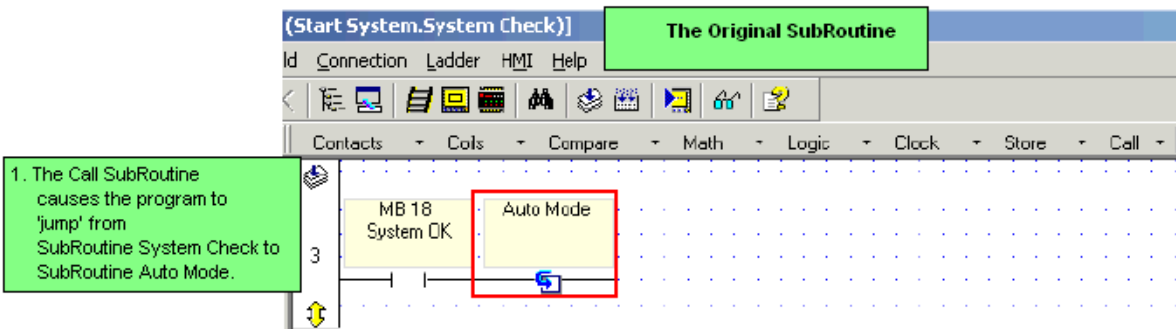 (Start System.System Check)]
The Original SubRoutine
ld Connection Ladder HMI Help
Contacts Coils Compare Math Logic Clock Store Call
1. The Call SubRoutine
causes the program to
'jump' from
SubRoutine System Check to
SubRoutine Auto Mode.
MB 18
System OK
Auto Mode
3